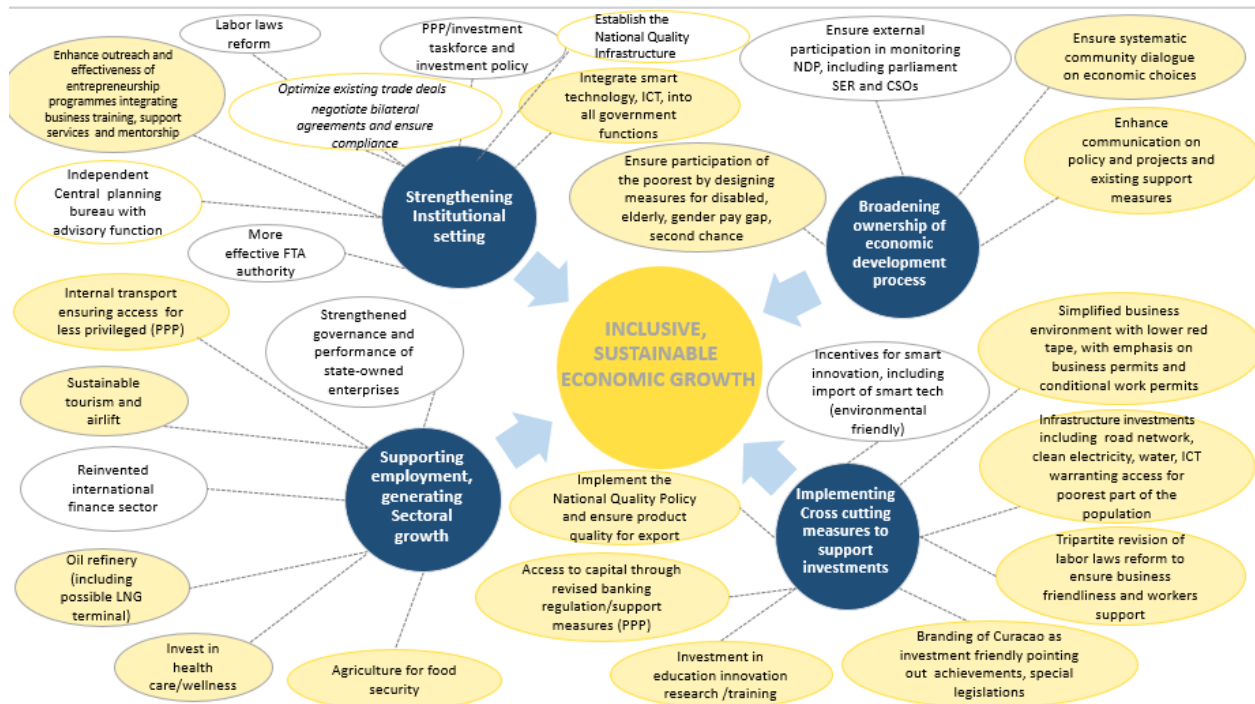 Labor laws
reform
PPP/investment
taskforce and
investment policy
Establish the
National Quality
Infrastructure
Ensure external
participation in monitoring
NDP, including parliament
SER and CSOs
Ensure systematic
community dialogue
on economic choices
Enhance outreach and
effectiveness of
entrepreneurship
programmes integrating
business training, support
services and mentorship
Optimize existing trade deals
negotiate bilateral
agreements and ensure
compliance
Integrate smart
technology, ICT, into
all government
functions
Enhance
communication on
policy and projects and
existing support
measures
Ensure participation of
the poorest by designing
measures for disabled,
elderly, gender pay gap,
second chance
Independent
Central planning
bureau with
advisory function
Strengthening
Institutional
setting
Broadening
ownership of
economic
development
process
More
effective FTA
authority
Internal transport
ensuring access for
less privileged (PPP)
Strengthened
governance and
performance of
state-owned
enterprises
INCLUSIVE,
SUSTAINABLE
ECONOMIC GROWTH
Incentives for smart
innovation, including
import of smart tech
(environmental
friendly)
Simplified business
environment with lower red
tape, with emphasis on
business permits and
conditional work permits
Sustainable
tourism and
airlift
Infrastructure investments
including road network,
clean electricity, water, ICT
warranting access for
poorest part of the
population
Reinvented
international
finance sector
Supporting
employment,
generating
Sectoral
growth
Implement the
National Quality Policy
and ensure product
quality for export
Implementing
Cross cutting
measures to
support
investments
Tripartite revision of
labor laws reform to
ensure business
friendliness and workers
support
Oil refinery
(including
possible LNG
terminal)
Access to capital through
revised banking
regulation/support
measures (PPP)
Invest in
health
care/wellness
Agriculture for food
security
Investment in
education innovation
research /training
Branding of Curacao as
investment friendly pointing
out achievements, special
legislations